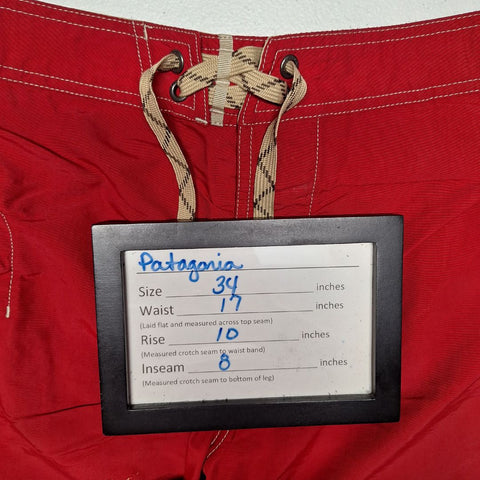 Patagonia
Size 34 inches
Waist 17 inches
(Laid flat and measured across top seam)
Rise 10 inches
(Measured crotch seam to waist band)
Inseam 8 inches
(Measured crotch seam to bottom of leg)